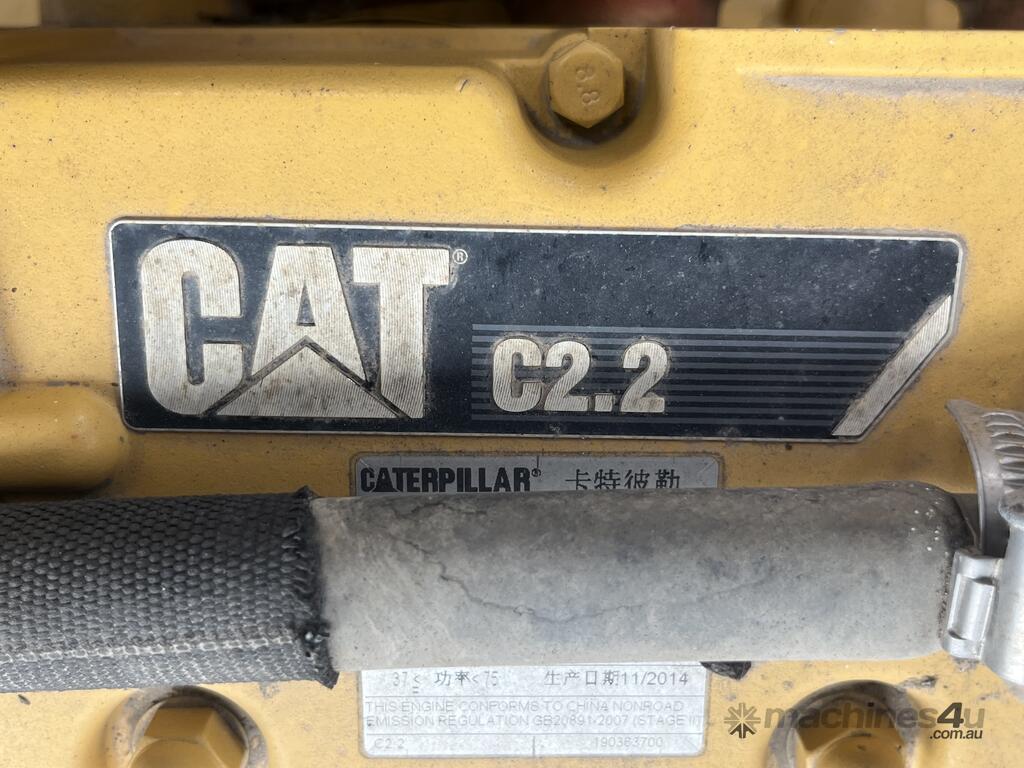 8.8
CAT®
C2.2
CATERPILLAR® 卡特彼勒
37≤ 功率<75 生产日期11/2014
THIS ENGINE CONFORMS TO CHINA NONROAD
EMISSION REGULATION GB20891-2007 (STAGE II)
C2.2 190363700
machines4u
.com.au